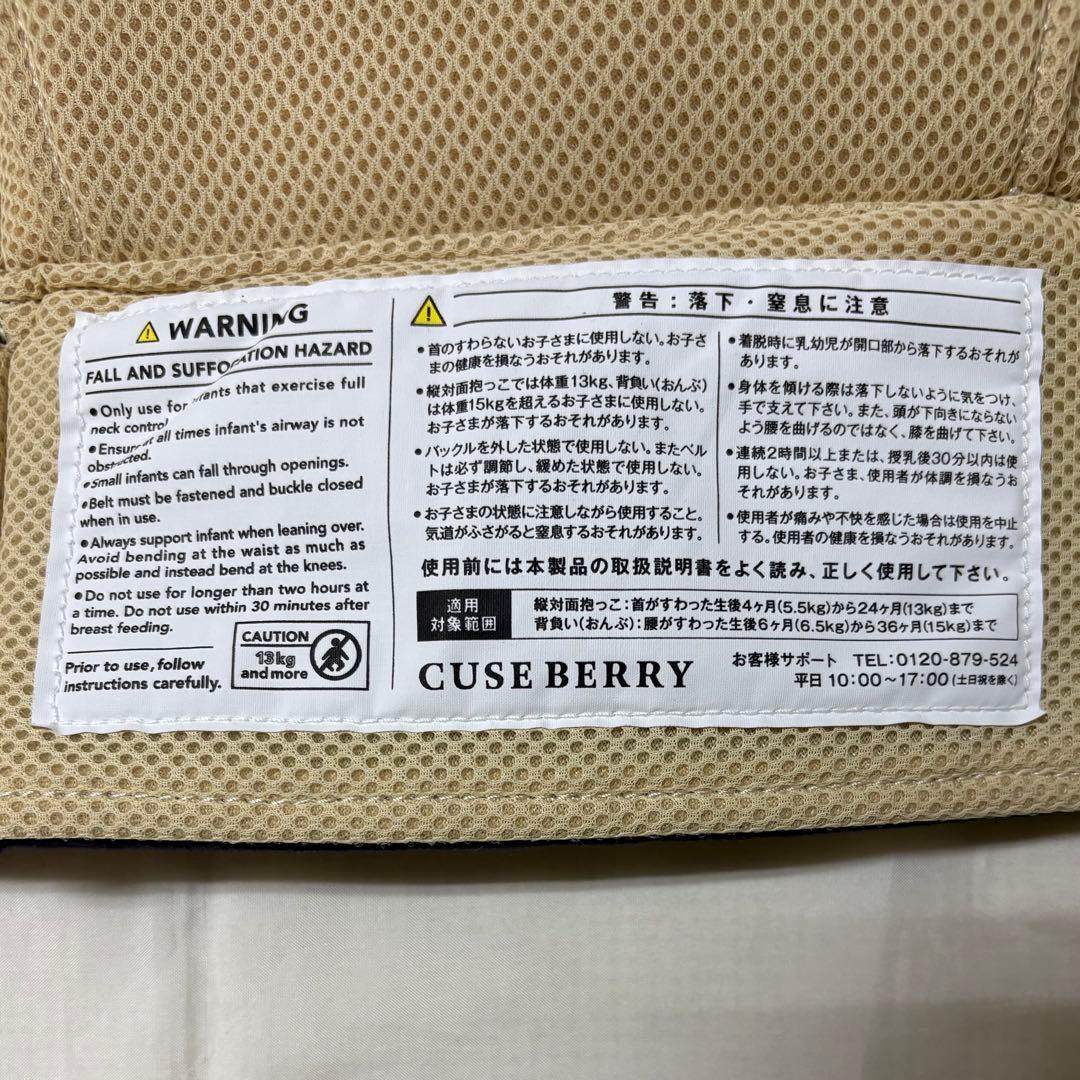 WARNING
FALL AND SUFFOCATION HAZARD
●Only use for infants that exercise full
neck control
●Ensure at all times infant's airway is not
obstructed.
●Small infants can fall through openings.
●Belt must be fastened and buckle closed
when in use.
●Always support infant when leaning over.
Avoid bending at the waist as much as
possible and instead bend at the knees.
●Do not use for longer than two hours at
a time. Do not use within 30 minutes after
breast feeding.
Prior to use, follow
instructions carefully.
CAUTION
13kg
and more
警告：落下・窒息に注意
●首のすわらないお子さまに使用しない。お子さ
まの健康を損なうおそれがあります。
●縦対面抱っこでは体重13kg、背負い(おんぶ)
は体重15kgを超えるお子さまに使用しない。
お子さまが落下するおそれがあります。
●バックルを外した状態で使用しない。またベル
トは必ず調節し、緩めた状態で使用しない。
お子さまが落下するおそれがあります。
●お子さまの状態に注意しながら使用すること。
気道がふさがると窒息するおそれがあります。
●着脱時に乳幼児が開口部から落下するおそれが
あります。
●身体を傾ける際は落下しないように気をつけ、
手で支えて下さい。また、頭が下向きにならない
よう腰を曲げるのではなく、膝を曲げて下さい。
●連続2時間以上または、授乳後30分以内は使
用しない。お子さま、使用者が体調を損なうお
それがあります。
●使用者が痛みや不快を感じた場合は使用を中止
する。使用者の健康を損なうおそれがあります。
使用前には本製品の取扱説明書をよく読み、正しく使用して下さい。
適用
対象範囲
縦対面抱っこ：首がすわった生後4ヶ月(5.5kg)から24ヶ月(13kg)まで
背負い(おんぶ)：腰がすわった生後6ヶ月(6.5kg)から36ヶ月(15kg)まで
CUSE BERRY
お客様サポート TEL:0120-879-524
平日 10:00～17:00(土日祝を除く)